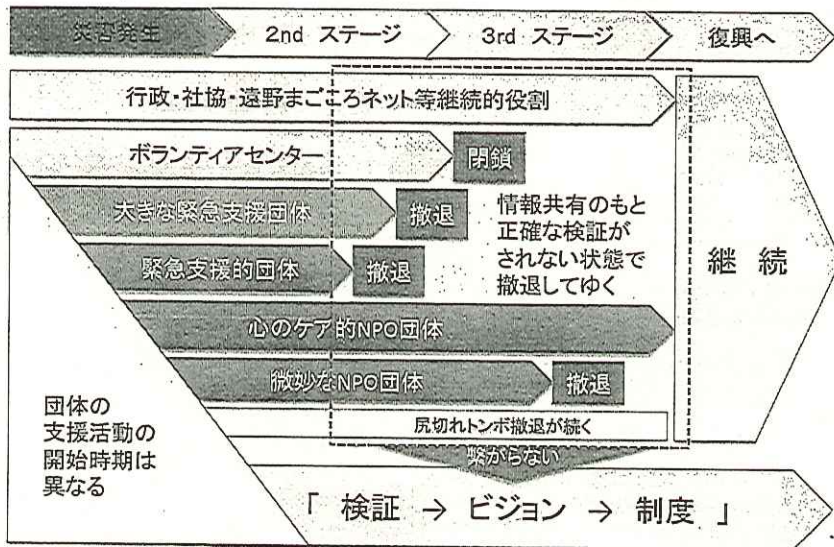 災害発生
2nd ステージ
3rd ステージ
復興へ
行政・社協・遠野まごころネット等継続的役割
ボランティアセンター
閉鎖
大きな緊急支援団体
撤退
緊急支援的団体
撤退
情報共有のもと
正確な検証が
されない状態で
撤退してゆく
心のケア的NPO団体
微妙なNPO団体
撤退
尻切れトンボ撤退が続く
繋がらない
継続
団体の
支援活動の
開始時期は
異なる
「 検証 → ビジョン → 制度 」